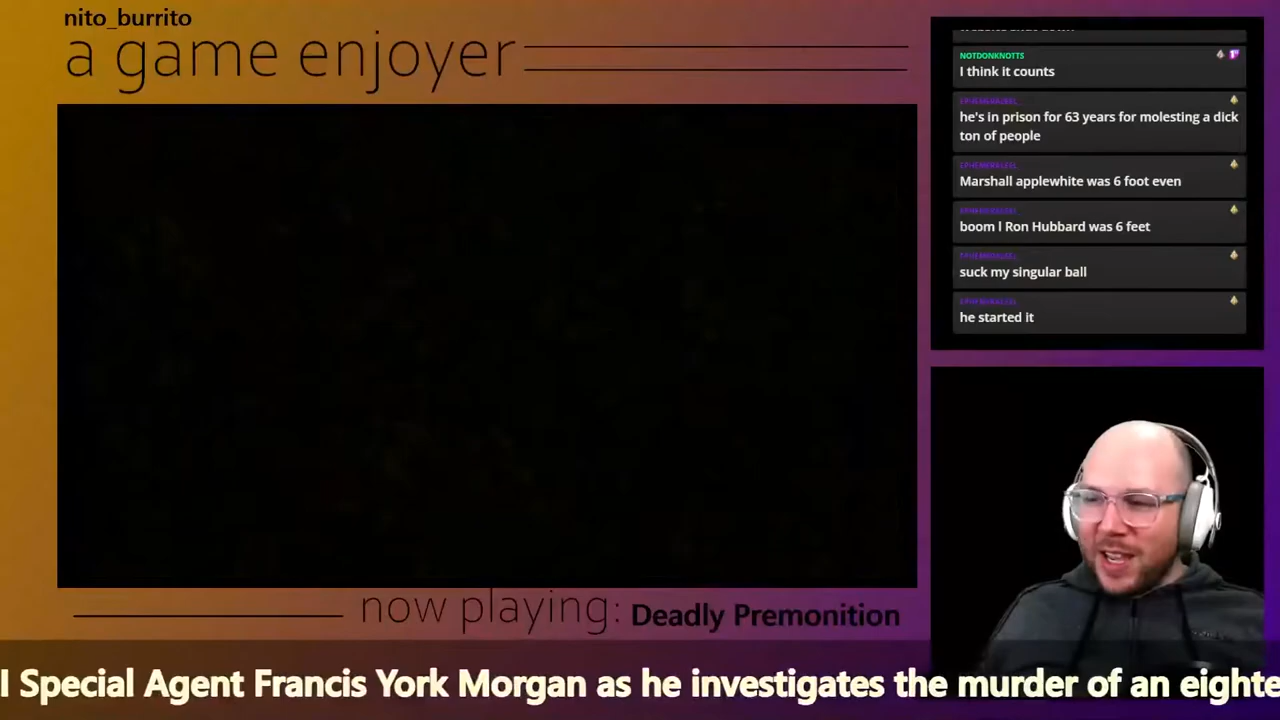 nito_burrito
a game enjoyer
NOTDONKNOTTS
I think it counts
he's in prison for 63 years for molesting a dick
ton of people
Marshall applewhite was 6 foot even
boom l Ron Hubbard was 6 feet
suck my singular ball
he started it
now playing: Deadly Premonition
I Special Agent Francis York Morgan as he investigates the murder of an eighte